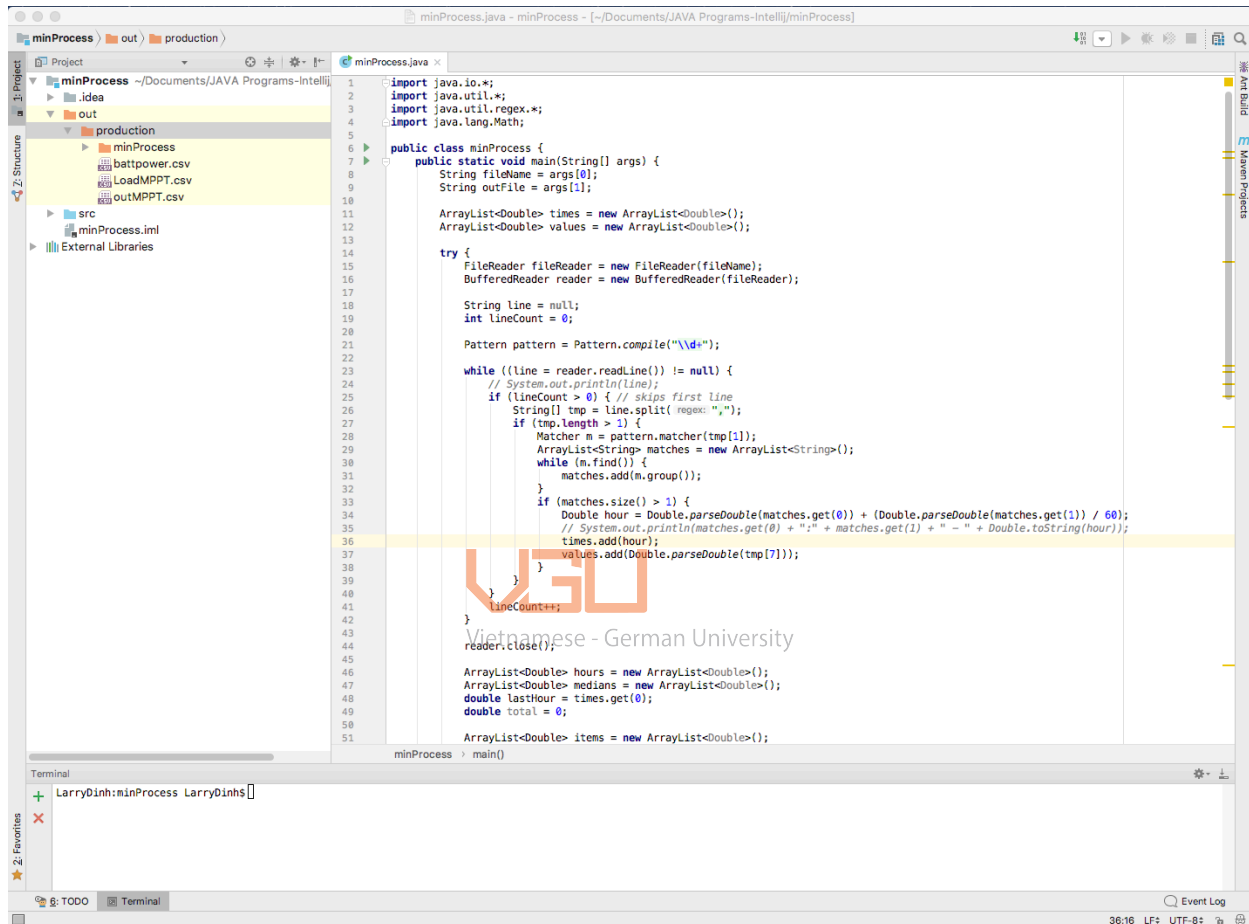 minProcess.java - minProcess - [~/Documents/JAVA Programs-Intellij/minProcess]
minProcess out production
Project
minProcess.java
1: Project
7: Structure
2: Favorites
minProcess ~/Documents/JAVA Programs-Intellij
.idea
out
production
minProcess
battpower.csv
LoadMPPT.csv
outMPPT.csv
src
minProcess.iml
External Libraries
1 import java.io.*;
2 import java.util.*;
3 import java.util.regex.*;
4 import java.lang.Math;
5
6 public class minProcess {
7 public static void main(String[] args) {
8 String fileName = args[0];
9 String outFile = args[1];
10
11 ArrayList<Double> times = new ArrayList<Double>();
12 ArrayList<Double> values = new ArrayList<Double>();
13
14 try {
15 FileReader fileReader = new FileReader(fileName);
16 BufferedReader reader = new BufferedReader(fileReader);
17
18 String line = null;
19 int lineCount = 0;
20
21 Pattern pattern = Pattern.compile("\\d+");
22
23 while ((line = reader.readLine()) != null) {
24 // System.out.println(line);
25 if (lineCount > 0) { // skips first line
26 String[] tmp = line.split( regex: ",");
27 if (tmp.length > 1) {
28 Matcher m = pattern.matcher(tmp[1]);
29 ArrayList<String> matches = new ArrayList<String>();
30 while (m.find()) {
31 matches.add(m.group());
32 }
33 if (matches.size() > 1) {
34 Double hour = Double.parseDouble(matches.get(0)) + (Double.parseDouble(matches.get(1)) / 60);
35 // System.out.println(matches.get(0) + ":" + matches.get(1) + " - " + Double.toString(hour));
36 times.add(hour);
37 values.add(Double.parseDouble(tmp[7]));
38 }
39 }
40 }
41 lineCount++;
42 }
43
44 reader.close();
45
46 ArrayList<Double> hours = new ArrayList<Double>();
47 ArrayList<Double> medians = new ArrayList<Double>();
48 double lastHour = times.get(0);
49 double total = 0;
50
51 ArrayList<Double> items = new ArrayList<Double>();
VGU
Vietnamese - German University
Ant Build
Maven Projects
minProcess › main()
Terminal
LarryDinh:minProcess LarryDinh$
6: TODO
Terminal
Event Log
36:16 LF UTF-8